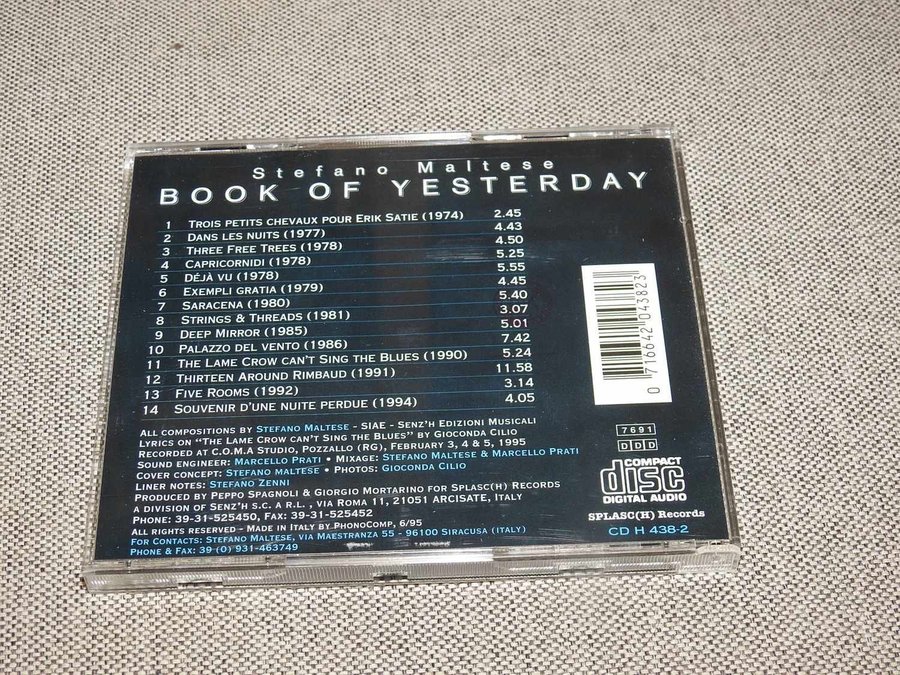 Stefano Maltese
BOOK OF YESTERDAY
1 TROIS PETITS CHEVAUX POUR ERIK SATIE (1974) 2.45
2 DANS LES NUITS (1977) 4.43
3 THREE FREE TREES (1978) 4.50
4 CAPRICORNIDI (1978) 5.25
5 DÉJÀ VU (1978) 5.55
6 EXEMPLI GRATIA (1979) 4.45
7 SARACENA (1980) 5.40
8 STRINGS & THREADS (1981) 3.07
9 DEEP MIRROR (1985) 5.01
10 PALAZZO DEL VENTO (1986) 7.42
11 THE LAME CROW CAN'T SING THE BLUES (1990) 5.24
12 THIRTEEN AROUND RIMBAUD (1991) 11.58
13 FIVE ROOMS (1992) 3.14
14 SOUVENIR D'UNE NUITE PERDUE (1994) 4.05
ALL COMPOSITIONS BY STEFANO MALTESE - SIAE - SENZ'H EDIZIONI MUSICALI
LYRICS ON "THE LAME CROW CAN'T SING THE BLUES" BY GIOCONDA CILIO
RECORDED AT C.O.M.A STUDIO, POZZALLO (RG), FEBRUARY 3, 4 & 5, 1995
SOUND ENGINEER: MARCELLO PRATI • MIXAGE: STEFANO MALTESE & MARCELLO PRATI
COVER CONCEPT: STEFANO MALTESE • PHOTOS: GIOCONDA CILIO
LINER NOTES: STEFANO ZENNI
PRODUCED BY PEPPO SPAGNOLI & GIORGIO MORTARINO FOR SPLASC(H) RECORDS
A DIVISION OF SENZ'H S.C. A R.L. , VIA ROMA 11, 21051 ARCISATE, ITALY
PHONE: 39-31-525450, FAX: 39-31-525452
ALL RIGHTS RESERVED - MADE IN ITALY BY PHONOCOMP, 6/95
FOR CONTACTS: STEFANO MALTESE, VIA MAESTRANZA 55 - 96100 SIRACUSA (ITALY)
PHONE & FAX: 39 (0) 931-463749
0 716642 043823
7691
DDD
COMPACT
disc
DIGITAL AUDIO
SPLASC(H) Records
CD H 438-2